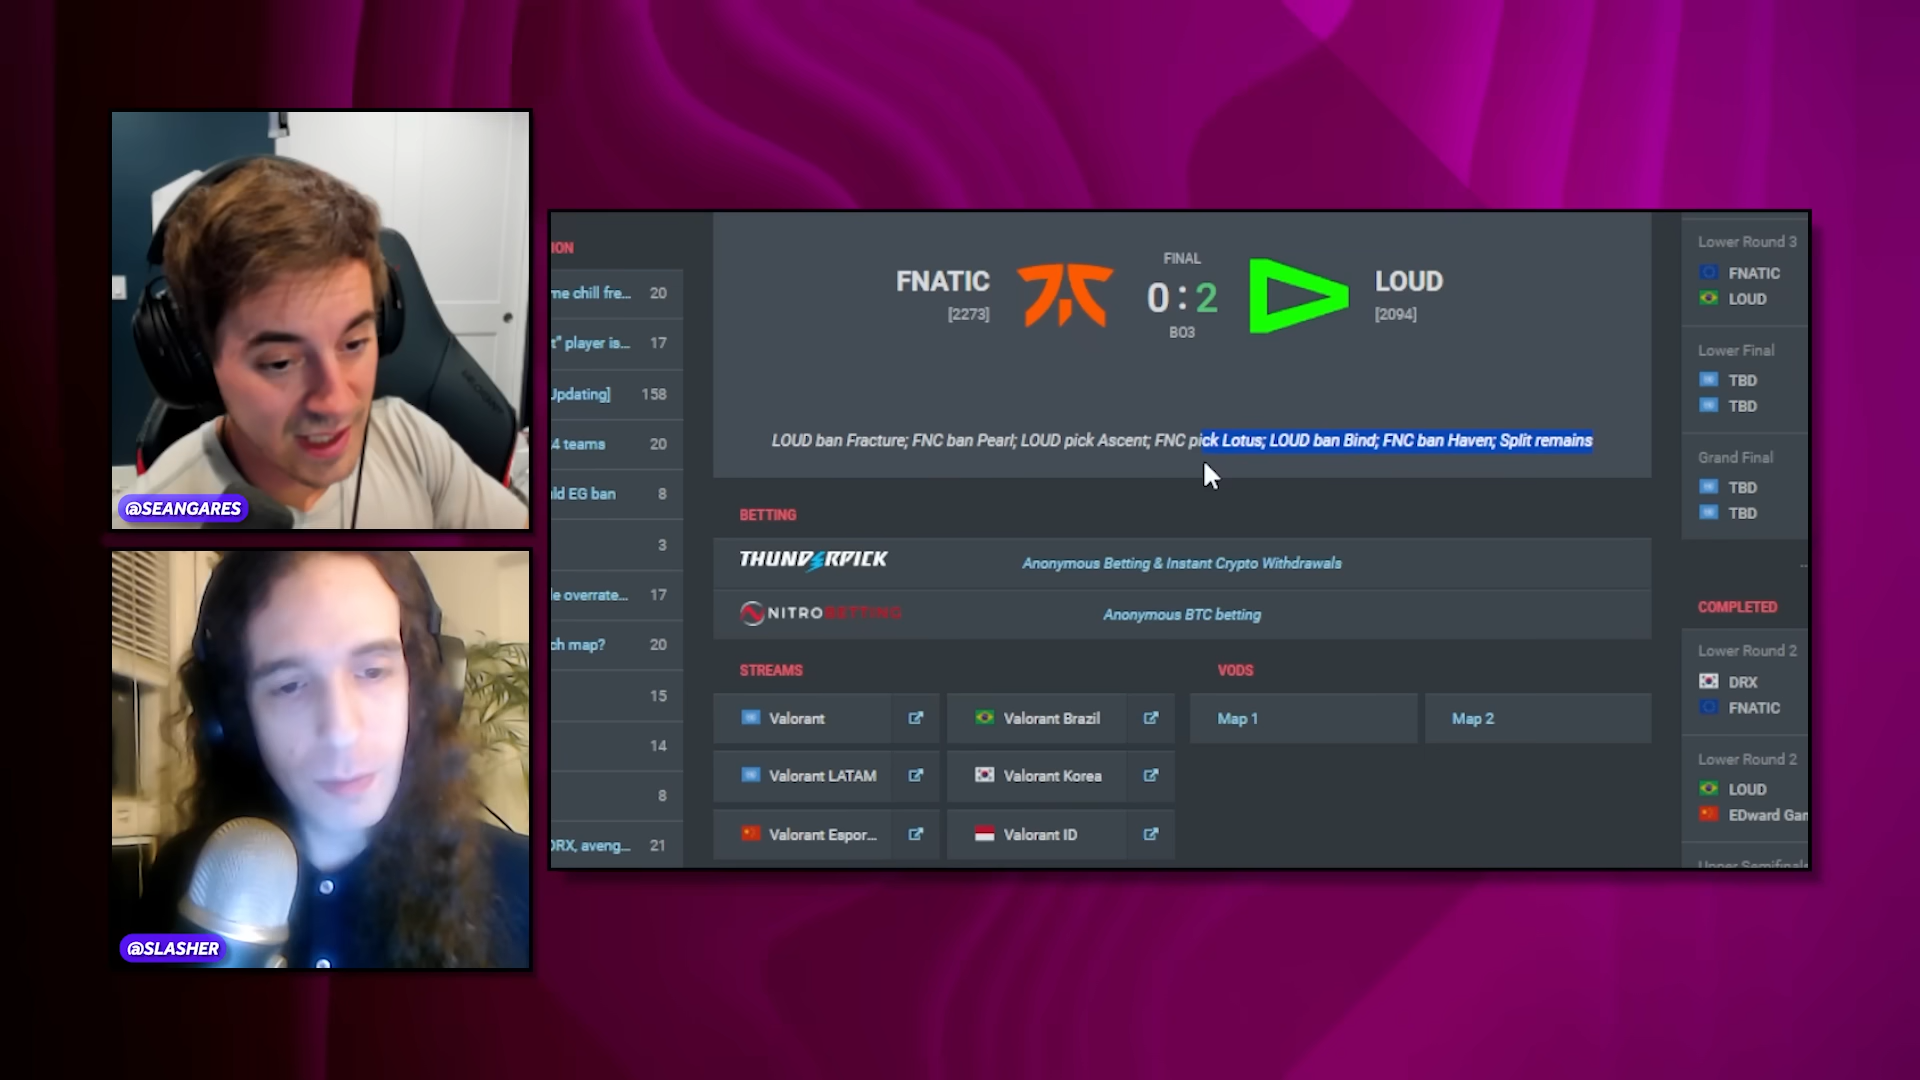 @SEANGARES
@SLASHER
ION
me chill fre... 20
t" player is... 17
Updating] 158
4 teams 20
ld EG ban 8
3
e overrate... 17
ch map? 20
15
14
8
DRX, aveng... 21
FNATIC
[2273]
FINAL
0 : 2
BO3
LOUD
[2094]
LOUD ban Fracture; FNC ban Pearl; LOUD pick Ascent; FNC pick Lotus; LOUD ban Bind; FNC ban Haven; Split remains
BETTING
THUNDERPICK Anonymous Betting & Instant Crypto Withdrawals
NITROBETTING Anonymous BTC betting
STREAMS
Valorant
Valorant Brazil
Valorant LATAM
Valorant Korea
Valorant Espor...
Valorant ID
VODS
Map 1
Map 2
Lower Round 3
FNATIC
LOUD
Lower Final
TBD
TBD
Grand Final
TBD
TBD
COMPLETED
Lower Round 2
DRX
FNATIC
Lower Round 2
LOUD
EDward Gam
Upper Semifinals